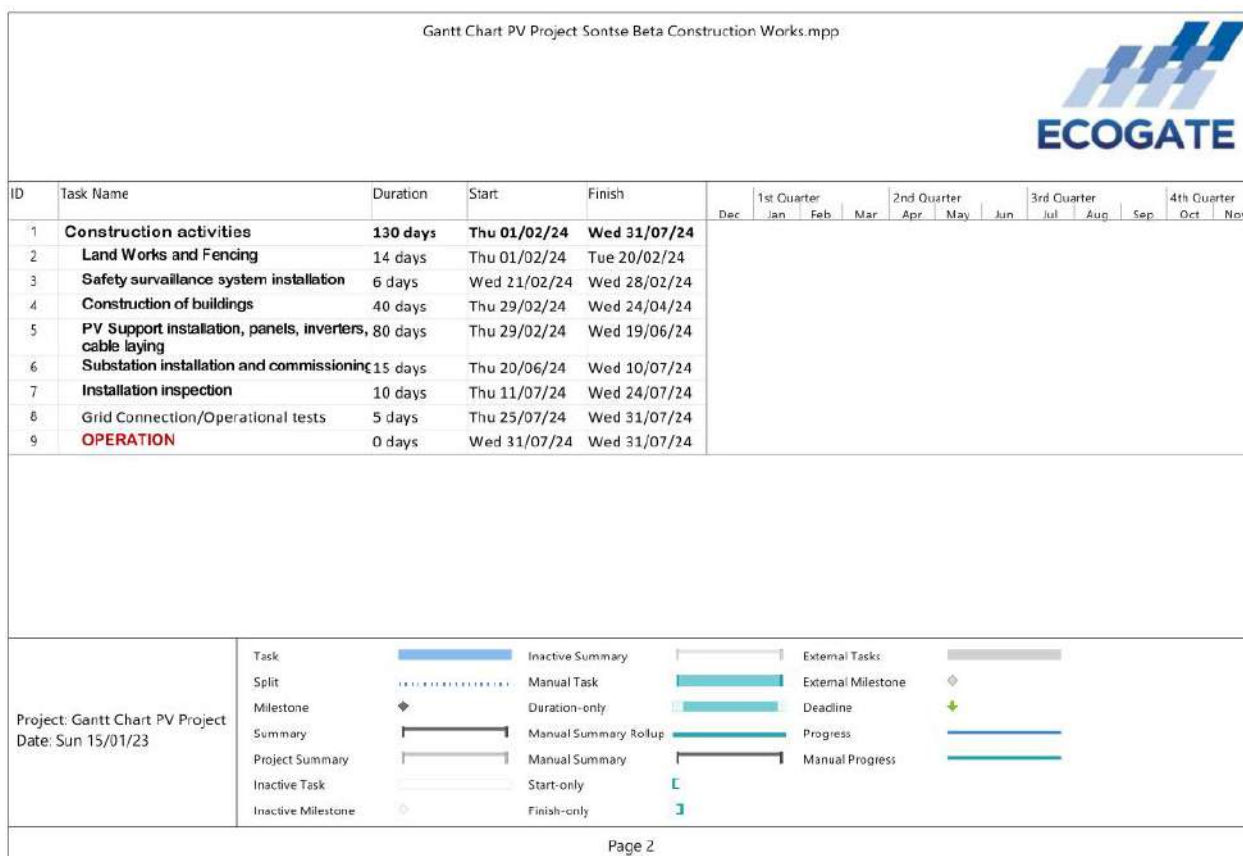 Gantt Chart PV Project Sontse Beta Construction Works.mpp
ECOGATE
ID Task Name Duration Start Finish
1st Quarter 2nd Quarter 3rd Quarter 4th Quarter
Dec Jan Feb Mar Apr May Jun Jul Aug Sep Oct Nov
1 Construction activities 130 days Thu 01/02/24 Wed 31/07/24
2 Land Works and Fencing 14 days Thu 01/02/24 Tue 20/02/24
3 Safety survaillance system installation 6 days Wed 21/02/24 Wed 28/02/24
4 Construction of buildings 40 days Thu 29/02/24 Wed 24/04/24
5 PV Support installation, panels, inverters, 80 days Thu 29/02/24 Wed 19/06/24
cable laying
6 Substation installation and commissioning 15 days Thu 20/06/24 Wed 10/07/24
7 Installation inspection 10 days Thu 11/07/24 Wed 24/07/24
8 Grid Connection/Operational tests 5 days Thu 25/07/24 Wed 31/07/24
9 OPERATION 0 days Wed 31/07/24 Wed 31/07/24
Project: Gantt Chart PV Project
Date: Sun 15/01/23
Task Inactive Summary External Tasks
Split Manual Task External Milestone
Milestone Duration-only Deadline
Summary Manual Summary Rollup Progress
Project Summary Manual Summary Manual Progress
Inactive Task Start-only
Inactive Milestone Finish-only
Page 2